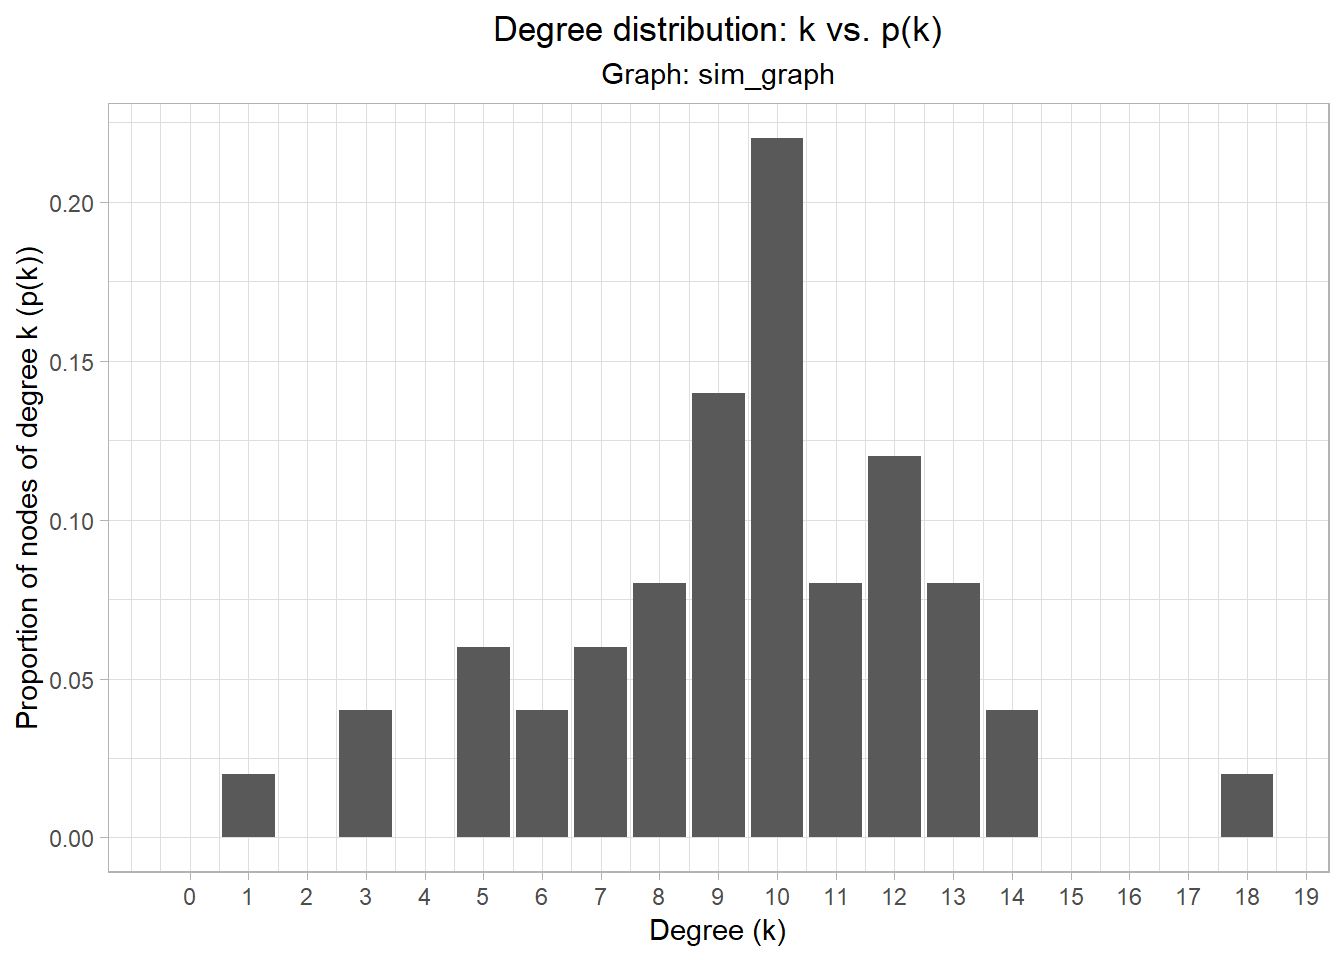 Degree distribution: k vs. p(k)
Graph: sim_graph
Proportion of nodes of degree k (p(k))
0.20
0.15
0.10
0.05
0.00
0 1 2 3 4 5 6 7 8 9 10 11 12 13 14 15 16 17 18 19
Degree (k)